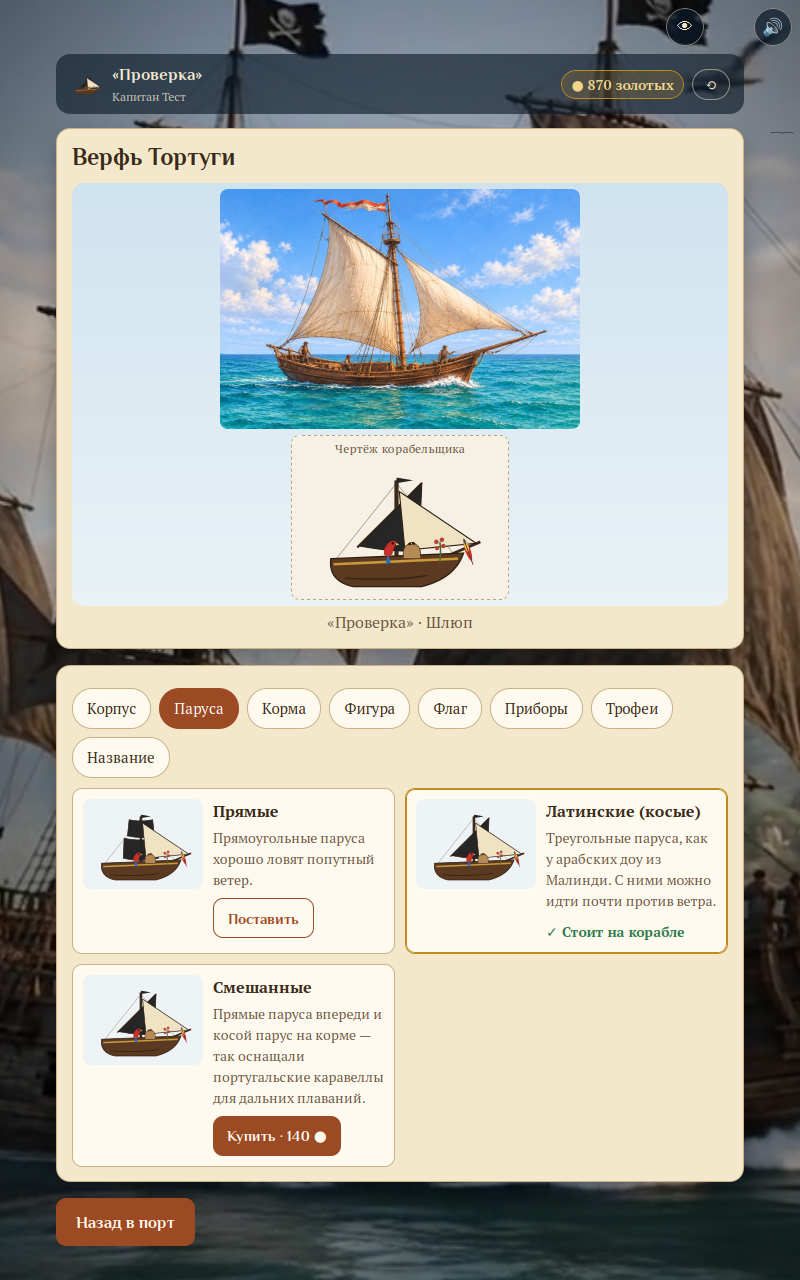 «Проверка»
Капитан Тест
870 золотых
Верфь Тортуги
Чертёж корабельщика
«Проверка» · Шлюп
Корпус
Паруса
Корма
Фигура
Флаг
Приборы
Трофеи
Название
Прямые
Прямоугольные паруса
хорошо ловят попутный
ветер.
Поставить
Латинские (косые)
Треугольные паруса, как
у арабских доу из
Малинди. С ними можно
идти почти против ветра.
✓ Стоит на корабле
Смешанные
Прямые паруса впереди и
косой парус на корме —
так оснащали
португальские каравеллы
для дальних плаваний.
Купить · 140
Назад в порт